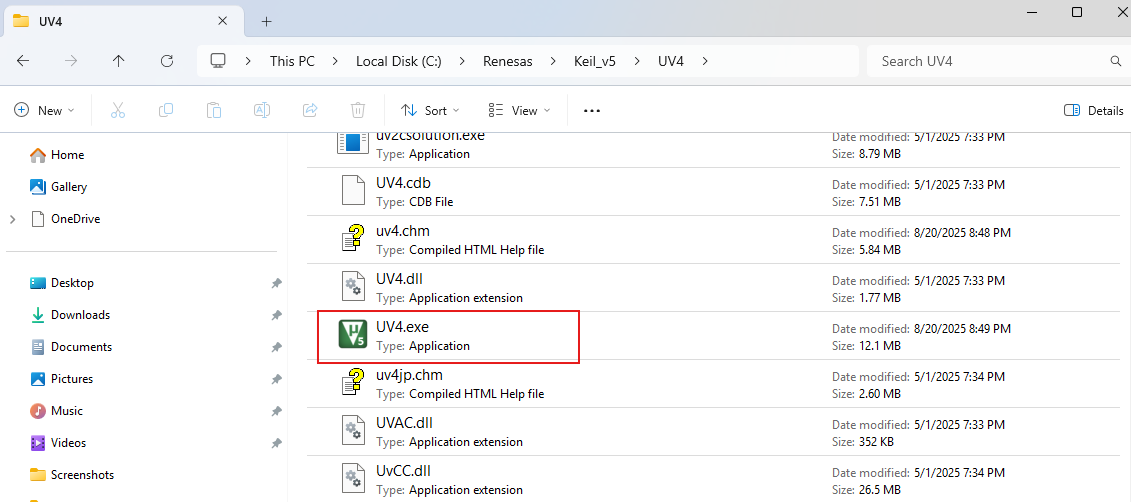 UV4
This PC > Local Disk (C:) > Renesas > Keil_v5 > UV4 >
Search UV4
New
Sort
View
Details
Home
Gallery
OneDrive
Desktop
Downloads
Documents
Pictures
Music
Videos
Screenshots
uv2csolution.exe
Type: Application
Date modified: 5/1/2025 7:33 PM
Size: 8.79 MB
UV4.cdb
Type: CDB File
Date modified: 5/1/2025 7:33 PM
Size: 7.51 MB
uv4.chm
Type: Compiled HTML Help file
Date modified: 8/20/2025 8:48 PM
Size: 5.84 MB
UV4.dll
Type: Application extension
Date modified: 5/1/2025 7:33 PM
Size: 1.77 MB
UV4.exe
Type: Application
Date modified: 8/20/2025 8:49 PM
Size: 12.1 MB
uv4jp.chm
Type: Compiled HTML Help file
Date modified: 5/1/2025 7:34 PM
Size: 2.60 MB
UVAC.dll
Type: Application extension
Date modified: 5/1/2025 7:33 PM
Size: 352 KB
UvCC.dll
Type: Application extension
Date modified: 5/1/2025 7:34 PM
Size: 26.5 MB